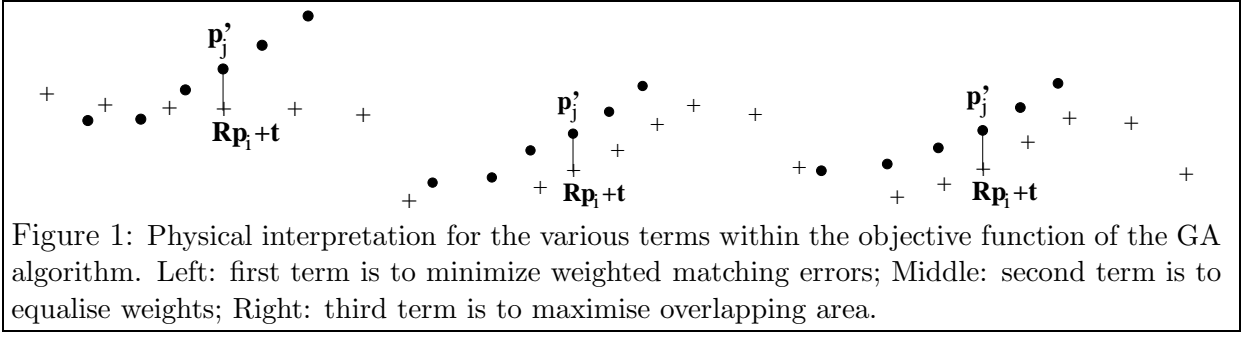 p'j
Rpi+t
p'j
Rpi+t
p'j
Rpi+t
Figure 1: Physical interpretation for the various terms within the objective function of the GA
algorithm. Left: first term is to minimize weighted matching errors; Middle: second term is to
equalise weights; Right: third term is to maximise overlapping area.